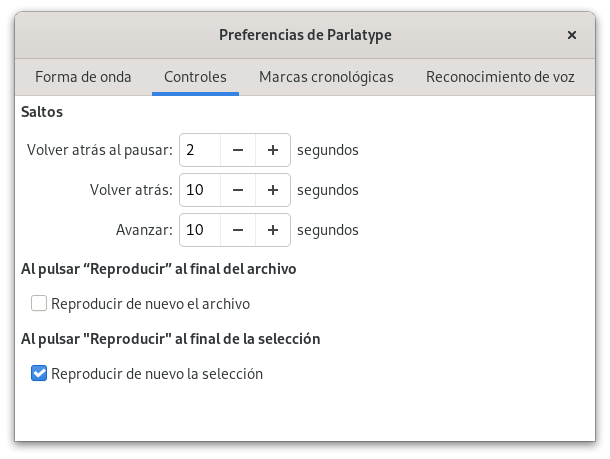 Preferencias de Parlatype
Forma de onda Controles Marcas cronológicas Reconocimiento de voz
Saltos
Volver atrás al pausar: 2 segundos
Volver atrás: 10 segundos
Avanzar: 10 segundos
Al pulsar “Reproducir” al final del archivo
Reproducir de nuevo el archivo
Al pulsar "Reproducir" al final de la selección
Reproducir de nuevo la selección